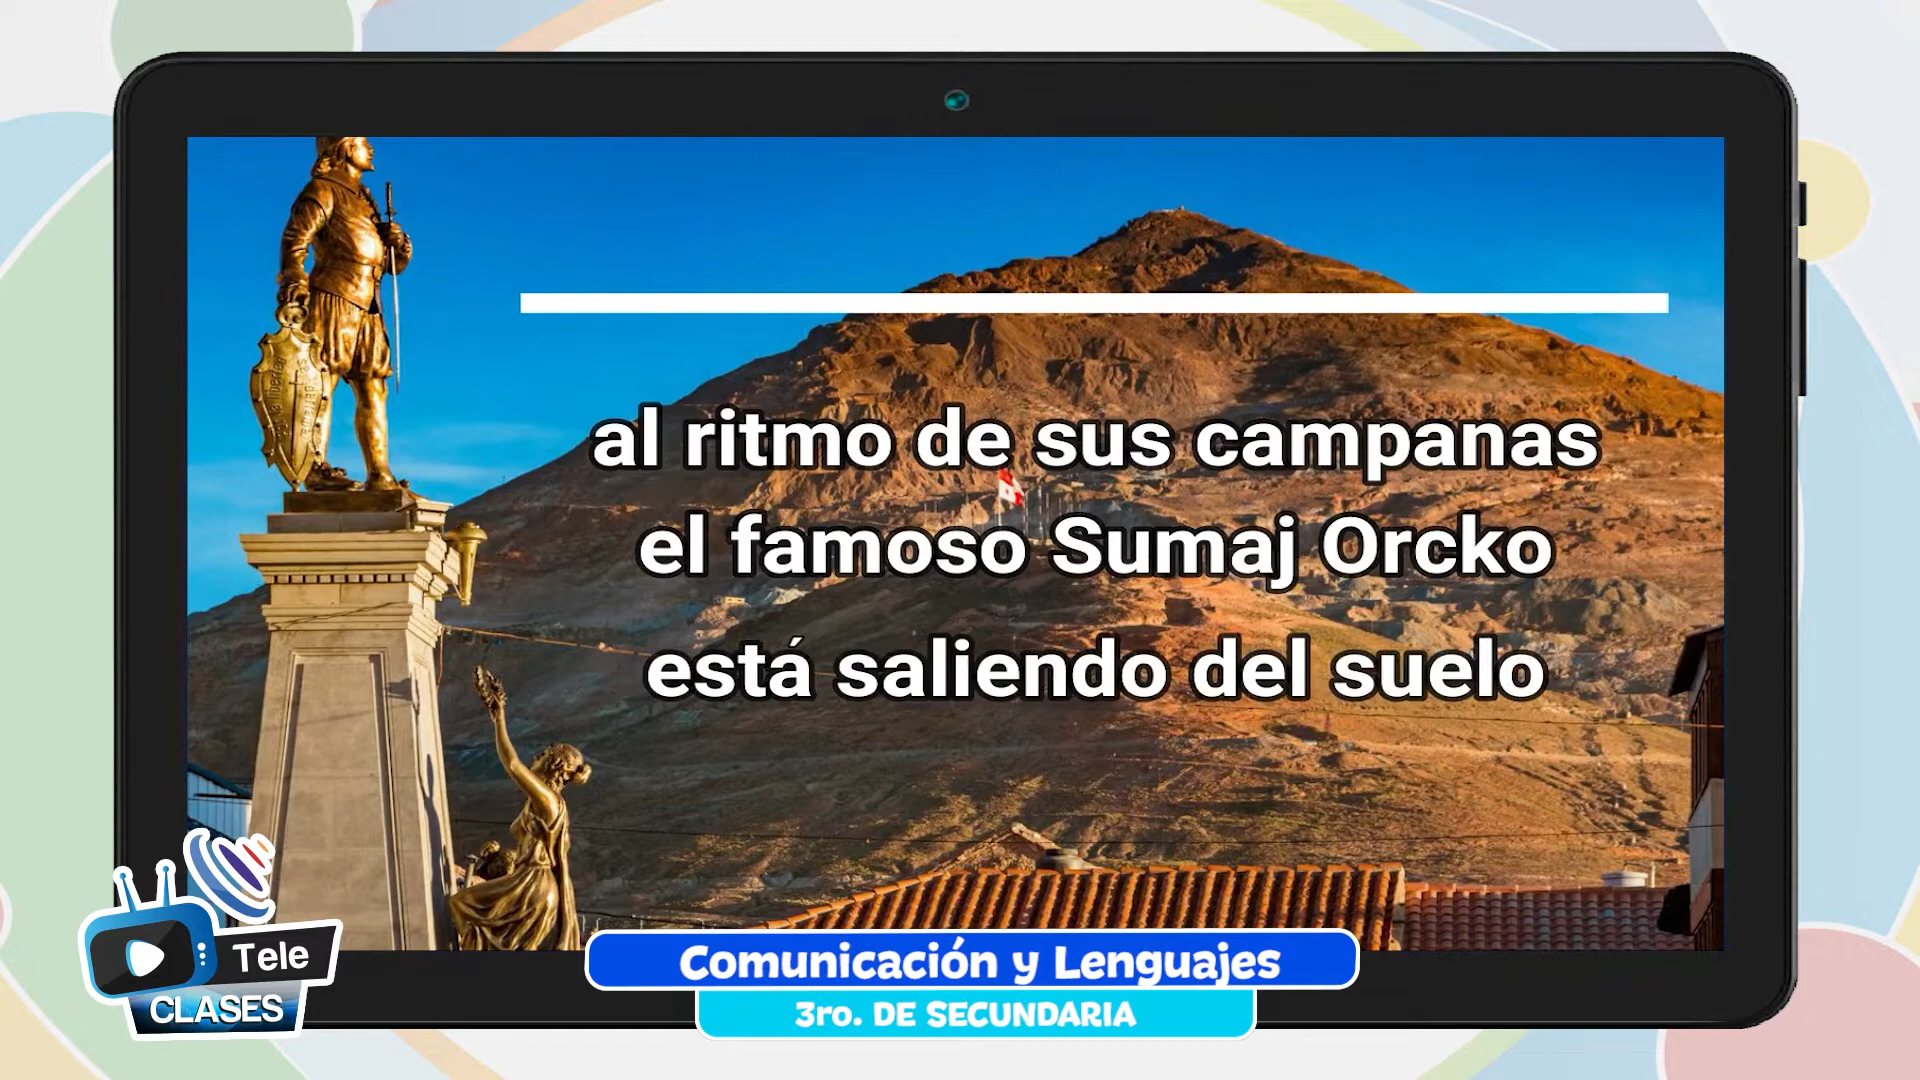 al ritmo de sus campanas
el famoso Sumaj Orcko
está saliendo del suelo
Tele
CLASES
Comunicación y Lenguajes
3ro. DE SECUNDARIA